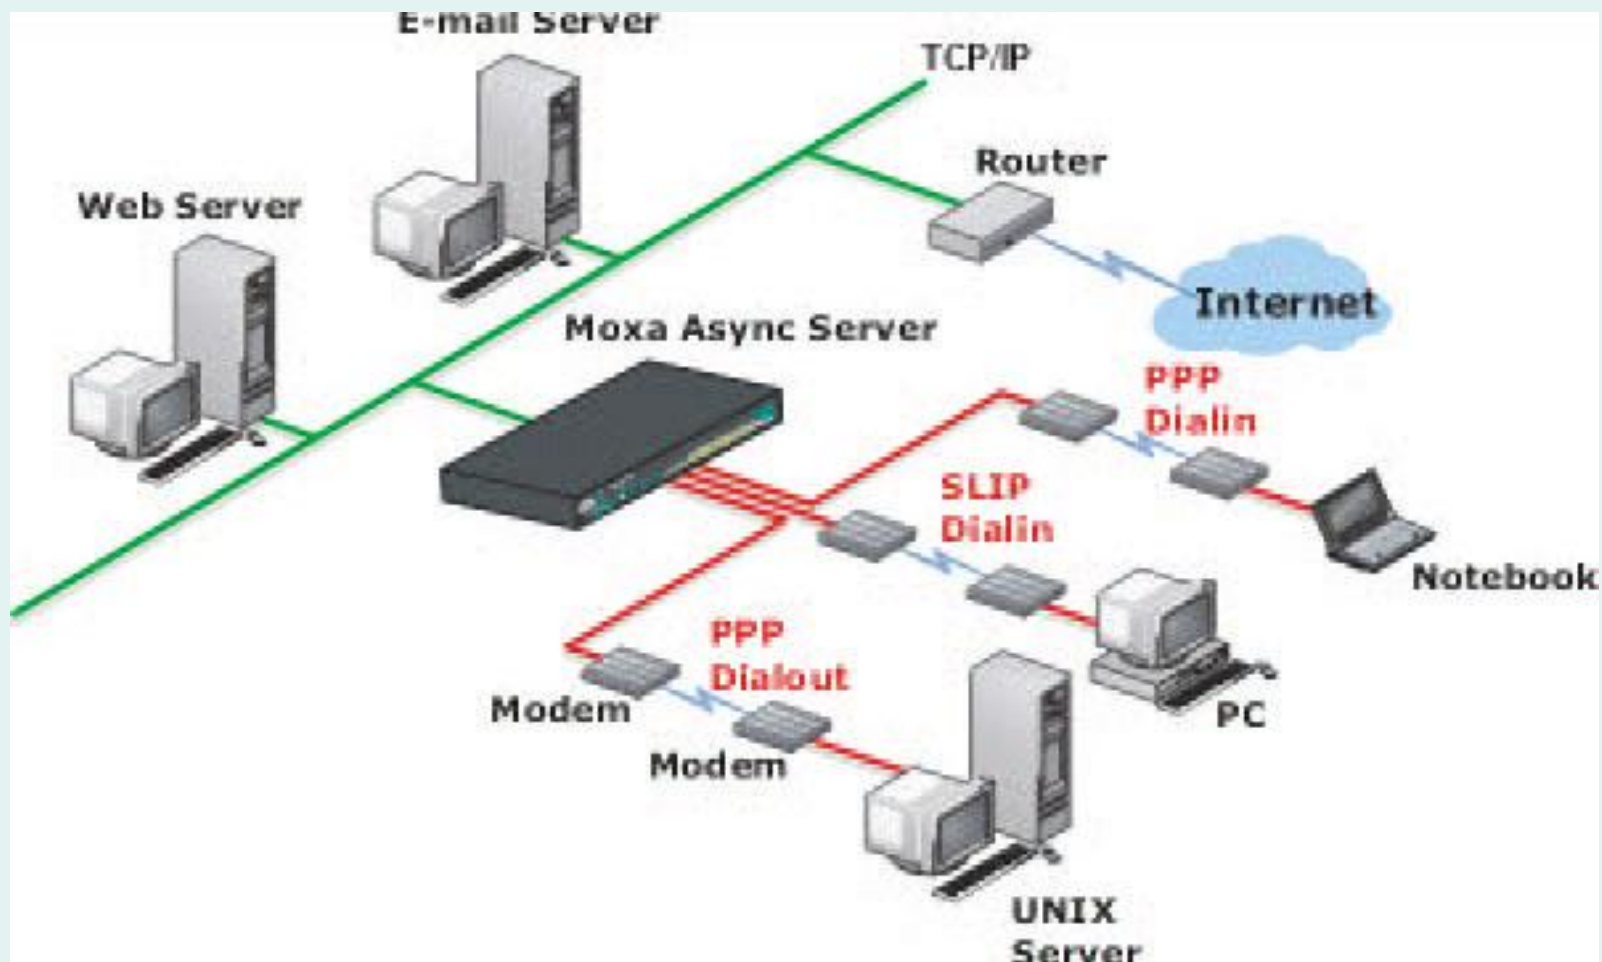 E-mail Server
TCP/IP
Router
Web Server
Internet
Moxa Async Server
PPP
Dialin
SLIP
Dialin
Notebook
PPP
Dialout
Modem
PC
Modem
UNIX
Server